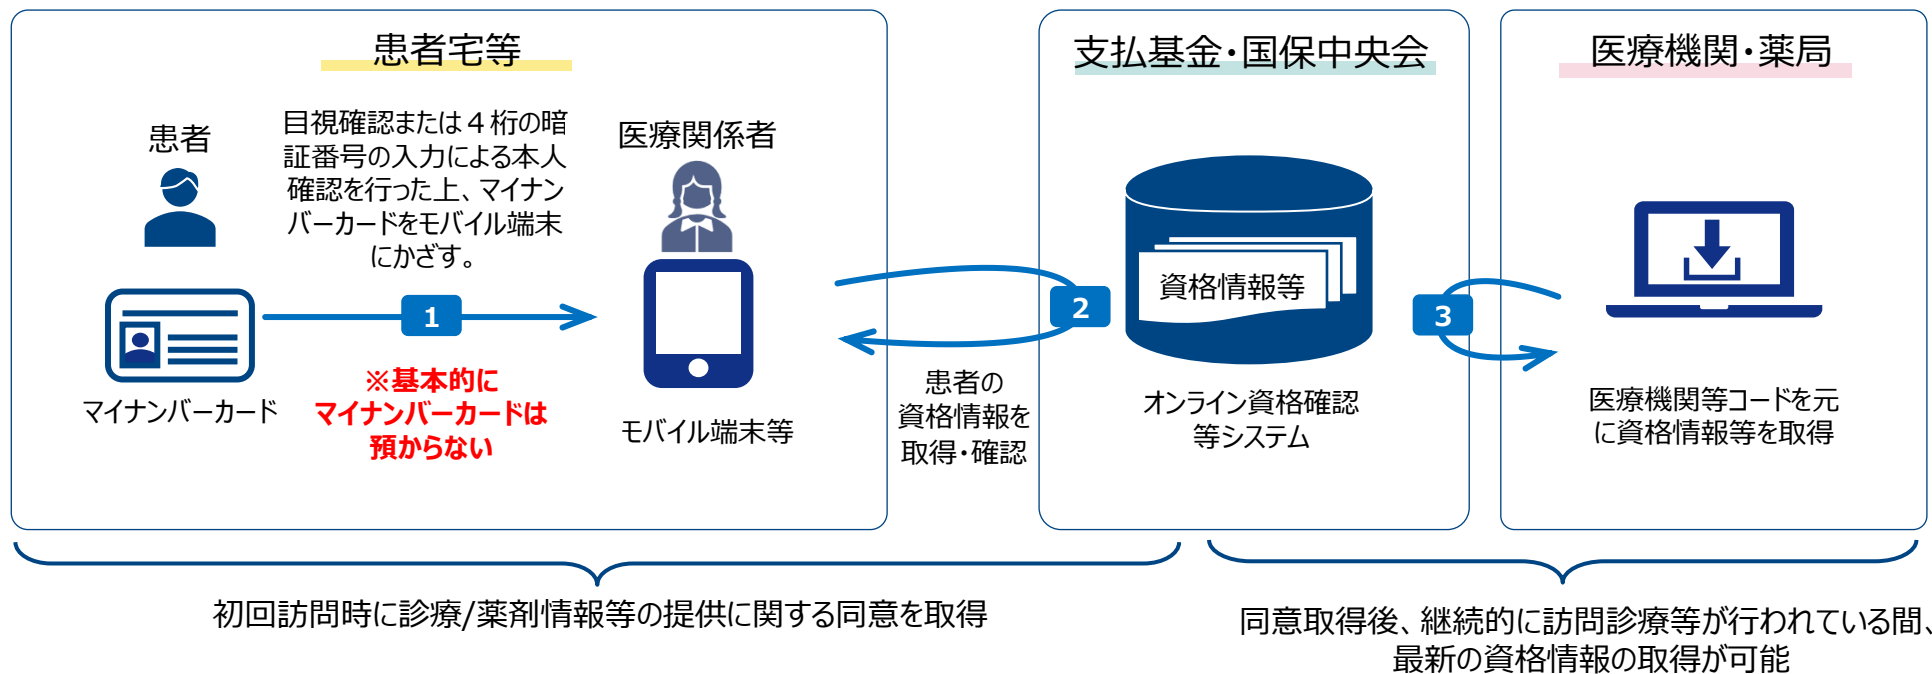 患者宅等
患者
目視確認または４桁の暗
証番号の入力による本人
確認を行った上、マイナン
バーカードをモバイル端末
にかざす。
医療関係者
1
マイナンバーカード
※基本的に
マイナンバーカードは
預からない
モバイル端末等
2
患者の
資格情報を
取得・確認
支払基金・国保中央会
資格情報等
オンライン資格確認
等システム
3
医療機関・薬局
医療機関等コードを元
に資格情報等を取得
初回訪問時に診療/薬剤情報等の提供に関する同意を取得
同意取得後、継続的に訪問診療等が行われている間、
最新の資格情報の取得が可能